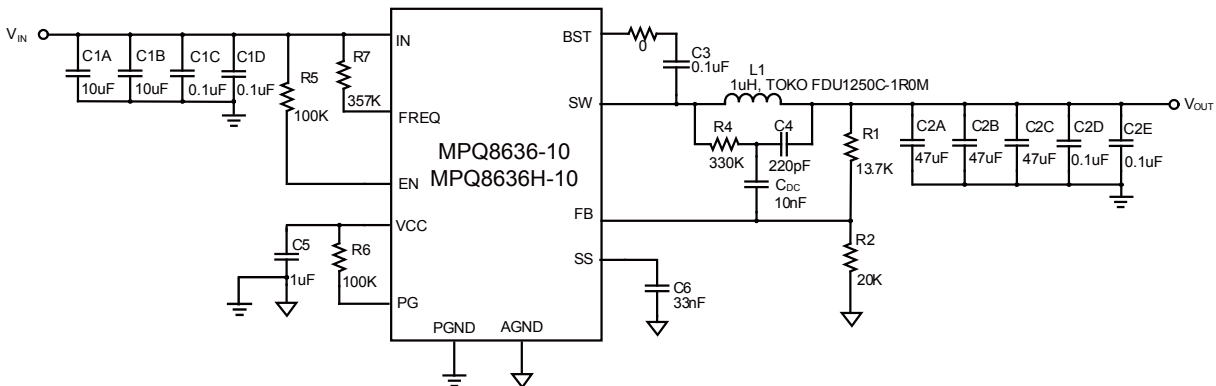 VIN
C1A
10uF
C1B
10uF
C1C
0.1uF
C1D
0.1uF
R5
100K
R7
357K
IN
FREQ
EN
VCC
PG
PGND
AGND
MPQ8636-10
MPQ8636H-10
BST
SW
FB
SS
0
C3
0.1uF
L1
1uH, TOKO FDU1250C-1R0M
R4
330K
C4
220pF
CDC
10nF
R1
13.7K
R2
20K
C2A
47uF
C2B
47uF
C2C
47uF
C2D
0.1uF
C2E
0.1uF
VOUT
C5
1uF
R6
100K
C6
33nF